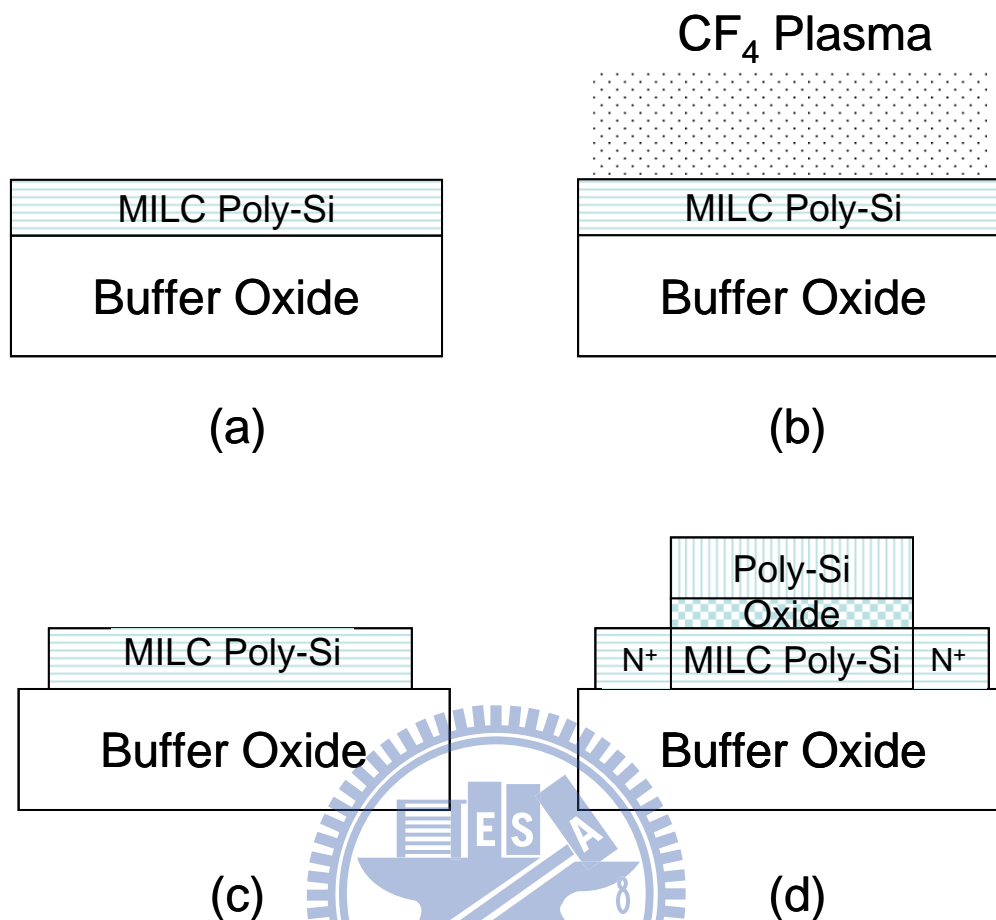 CF₄ Plasma
MILC Poly-Si
Buffer Oxide
(a)
MILC Poly-Si
Buffer Oxide
(b)
MILC Poly-Si
Buffer Oxide
(c)
Poly-Si
Oxide
N⁺ MILC Poly-Si N⁺
Buffer Oxide
(d)
E S A
8